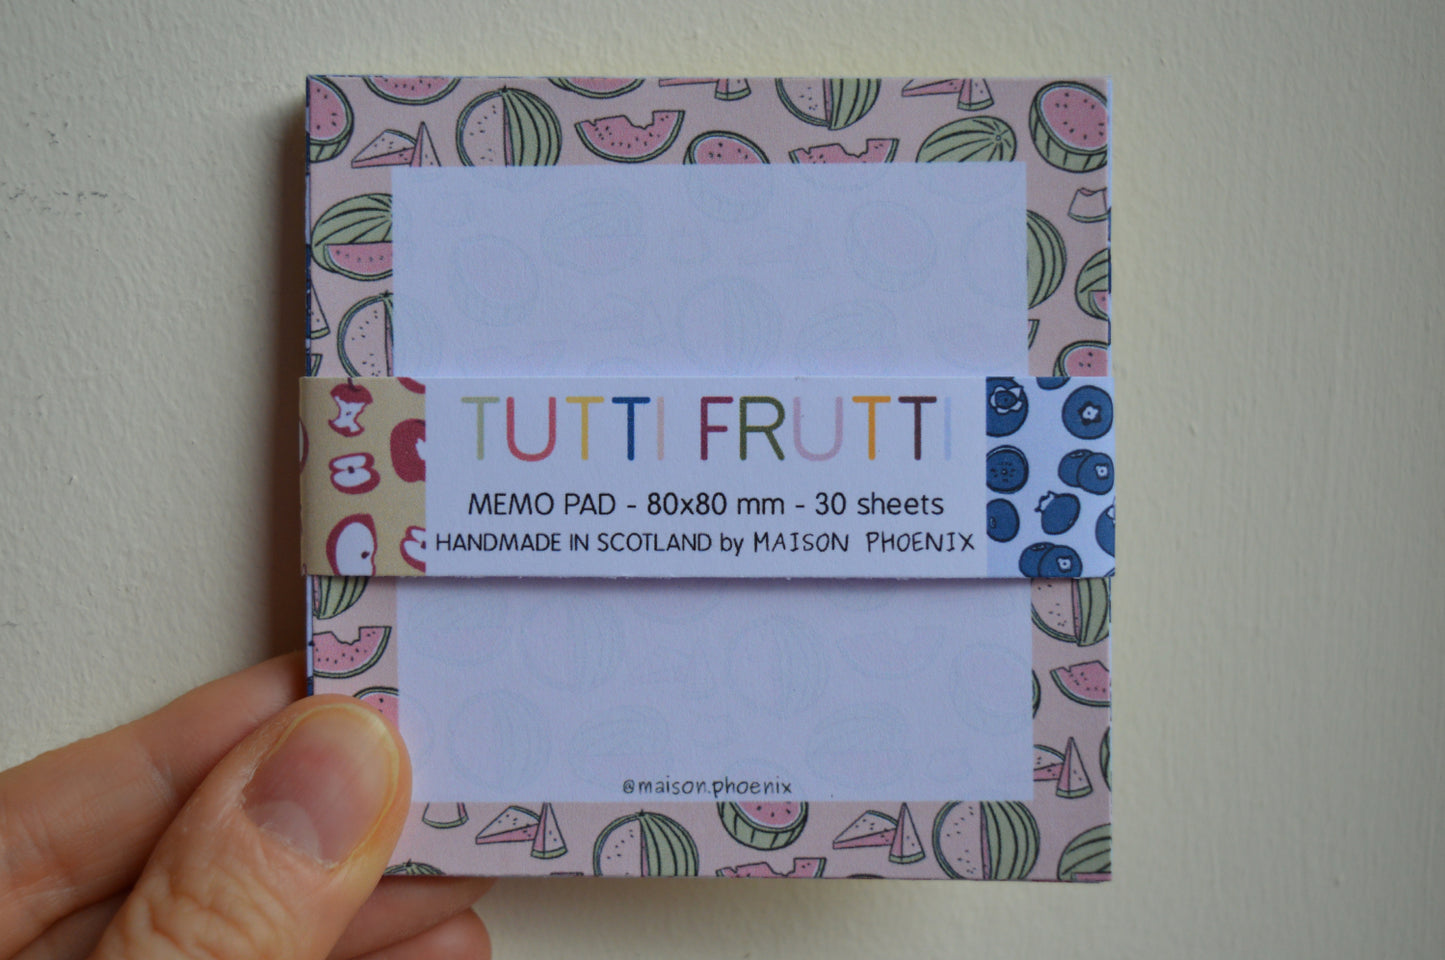 TUTTI FRUTTI
MEMO PAD - 80x80 mm - 30 sheets
HANDMADE IN SCOTLAND by MAISON PHOENIX
@maison.phoenix